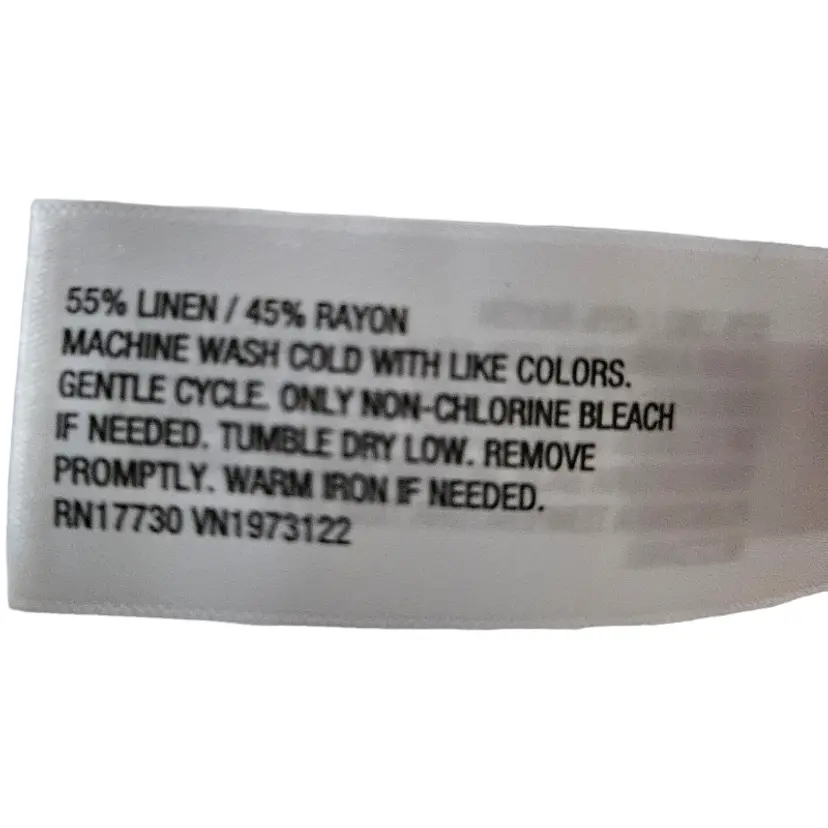 55% LINEN / 45% RAYON
MACHINE WASH COLD WITH LIKE COLORS.
GENTLE CYCLE. ONLY NON-CHLORINE BLEACH
IF NEEDED. TUMBLE DRY LOW. REMOVE
PROMPTLY. WARM IRON IF NEEDED.
RN17730 VN1973122